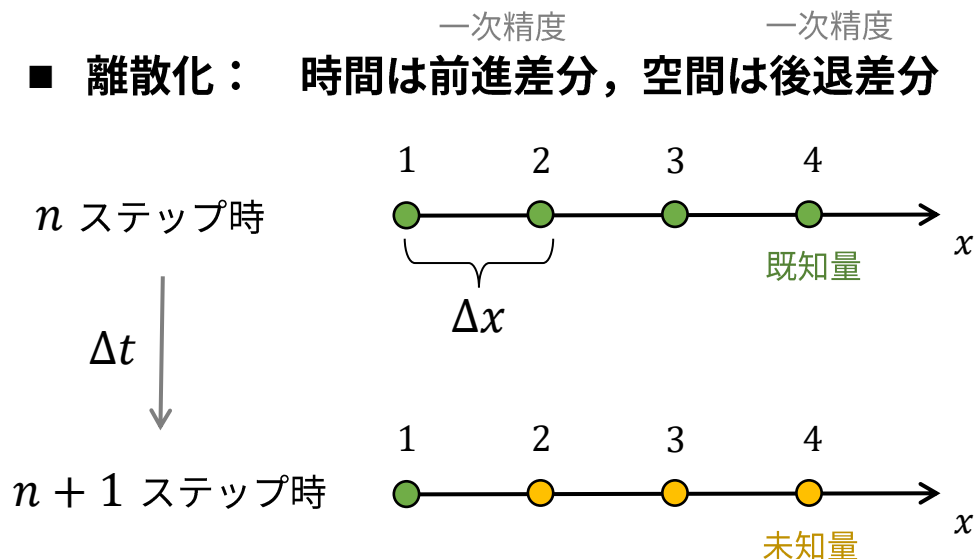 一次精度 一次精度
■ 離散化： 時間は前進差分，空間は後退差分
1 2 3 4
n ステップ時
x
既知量
Δx
Δt
1 2 3 4
n + 1 ステップ時
x
未知量